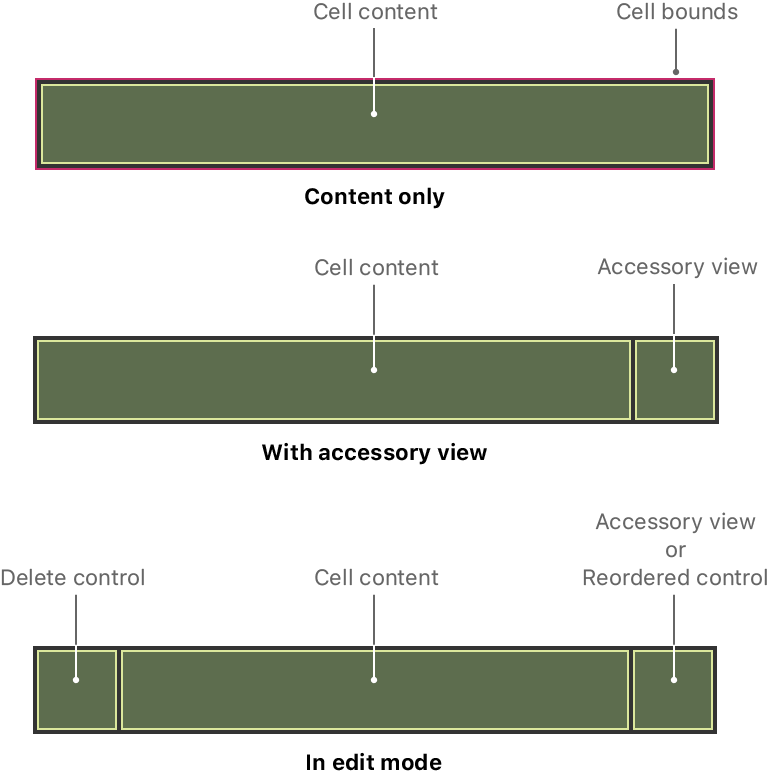 Cell content
Cell bounds
Content only
Cell content
Accessory view
With accessory view
Accessory view
or
Delete control
Cell content
Reordered control
In edit mode